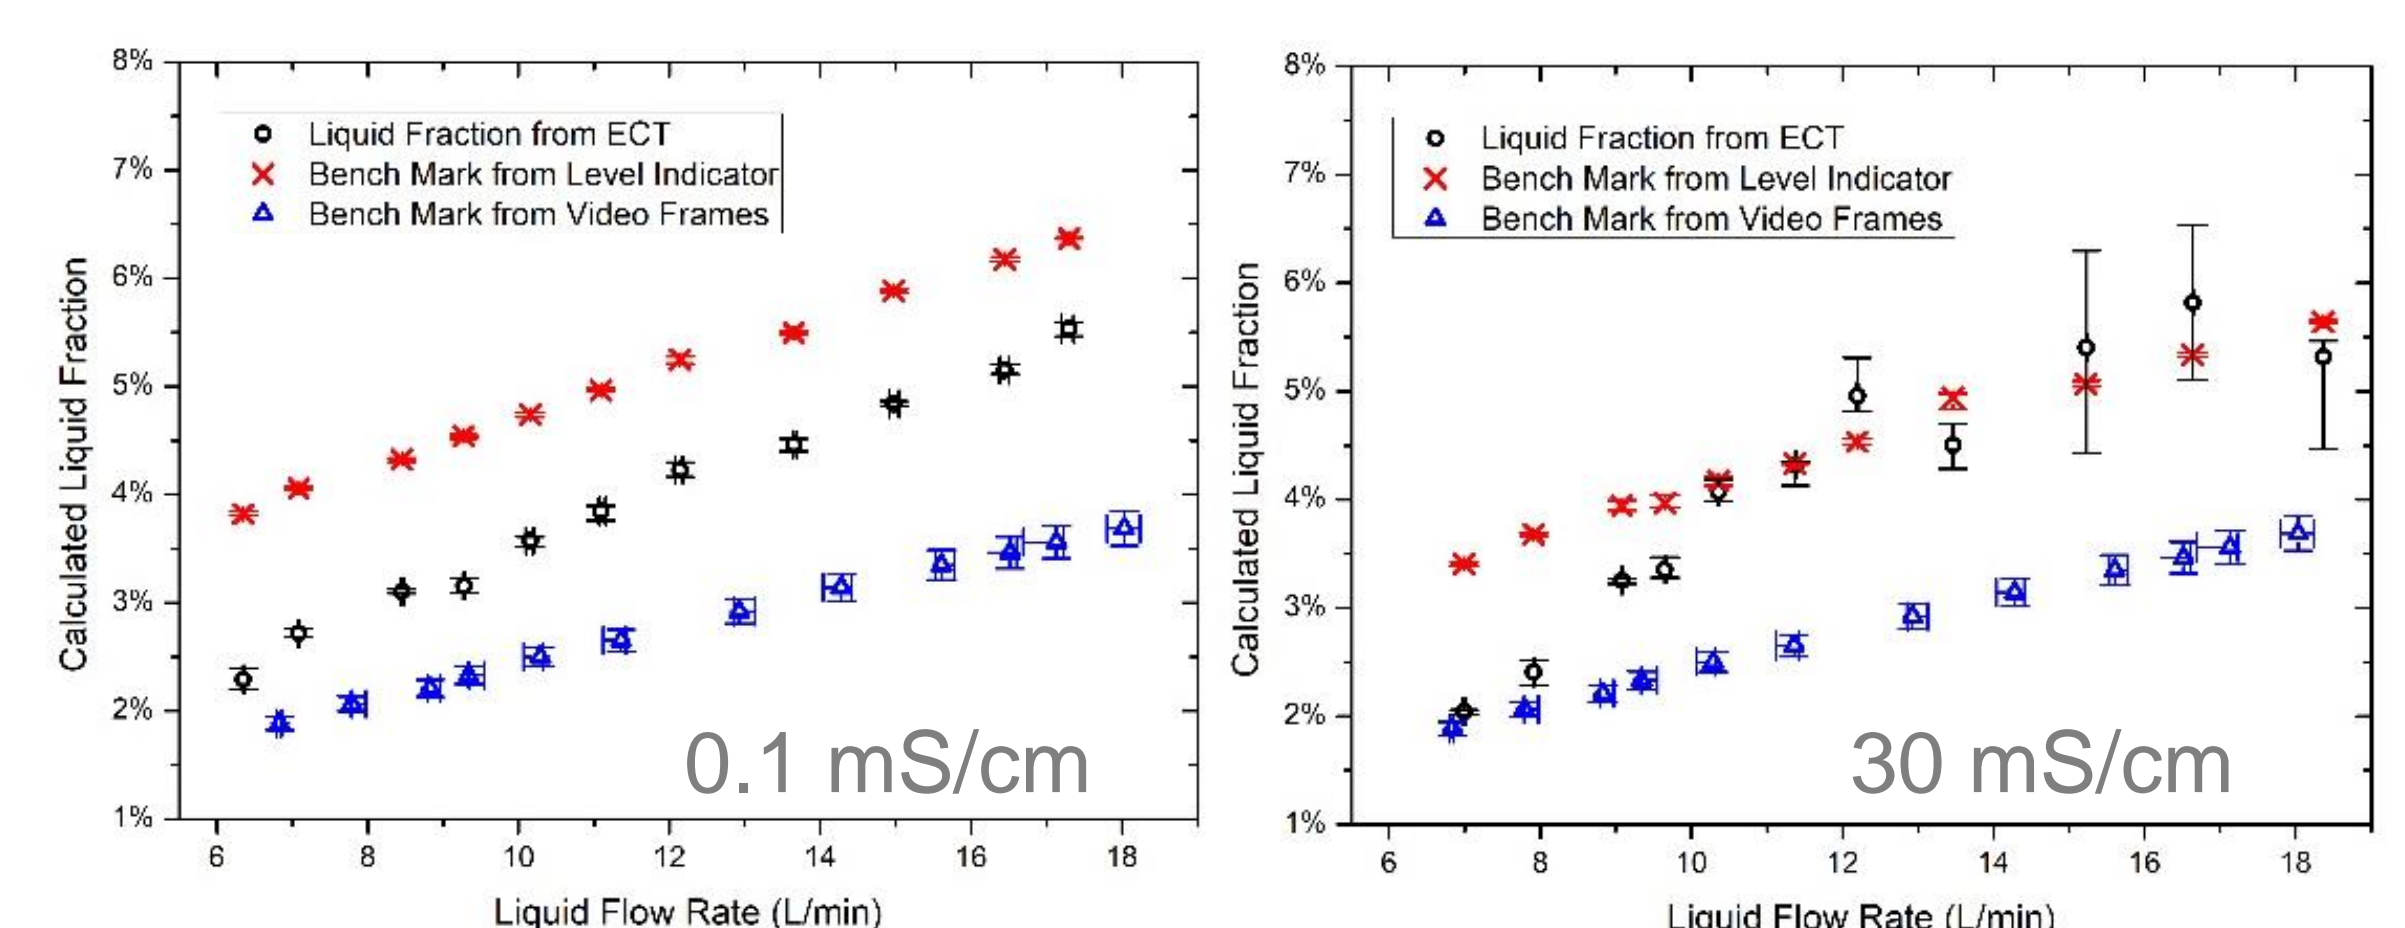 8%
7%
6%
5%
4%
3%
2%
1%
Calculated Liquid Fraction
Liquid Fraction from ECT
Bench Mark from Level Indicator
Bench Mark from Video Frames
0.1 mS/cm
6 8 10 12 14 16 18
Liquid Flow Rate (L/min)
8%
7%
6%
5%
4%
3%
2%
1%
Calculated Liquid Fraction
Liquid Fraction from ECT
Bench Mark from Level Indicator
Bench Mark from Video Frames
30 mS/cm
6 8 10 12 14 16 18
Liquid Flow Rate (L/min)